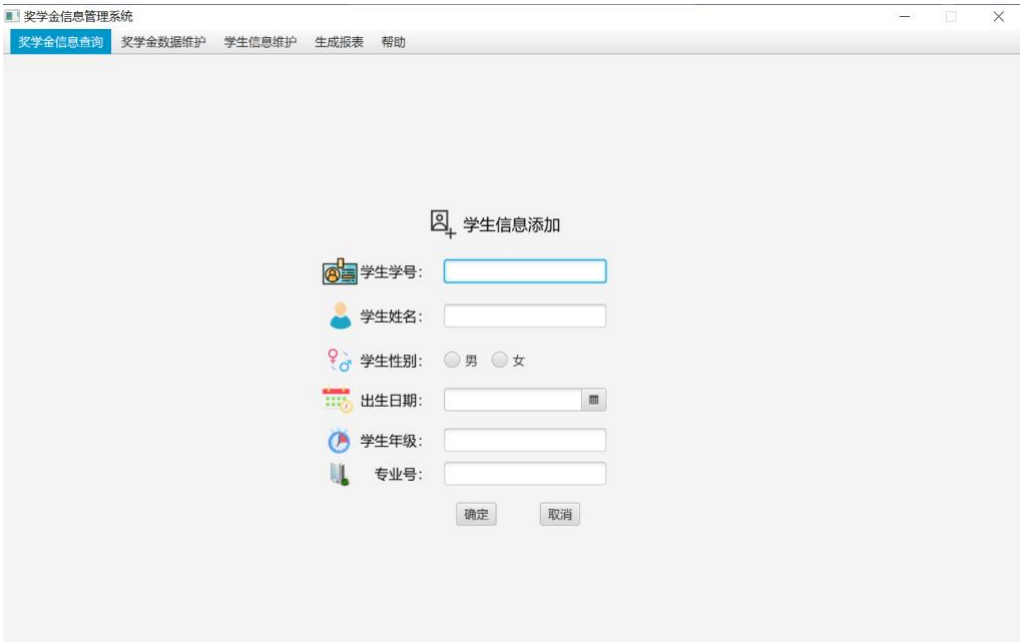 奖学金信息管理系统
奖学金信息查询 奖学金数据维护 学生信息维护 生成报表 帮助
学生信息添加
学生学号：
学生姓名：
学生性别： 男 女
出生日期：
学生年级：
专业号：
确定 取消